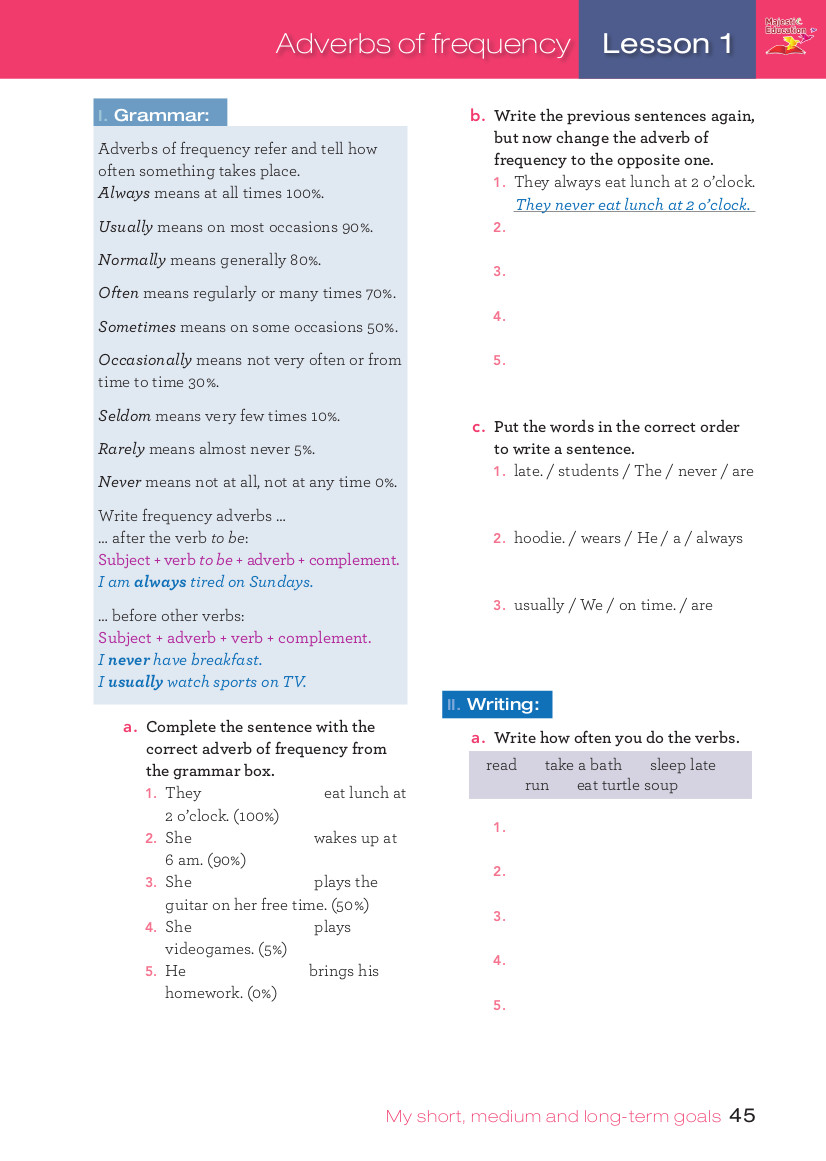 Adverbs of frequency
Lesson 1
Majestic
Education
I. Grammar:
Adverbs of frequency refer and tell how
often something takes place.
Always means at all times 100%.
Usually means on most occasions 90%.
Normally means generally 80%.
Often means regularly or many times 70%.
Sometimes means on some occasions 50%.
Occasionally means not very often or from
time to time 30%.
Seldom means very few times 10%.
Rarely means almost never 5%.
Never means not at all, not at any time 0%.
Write frequency adverbs ...
... after the verb to be:
Subject + verb to be + adverb + complement.
I am always tired on Sundays.
... before other verbs:
Subject + adverb + verb + complement.
I never have breakfast.
I usually watch sports on TV.
a. Complete the sentence with the
correct adverb of frequency from
the grammar box.
1. They eat lunch at
2 o’clock. (100%)
2. She wakes up at
6 am. (90%)
3. She plays the
guitar on her free time. (50%)
4. She plays
videogames. (5%)
5. He brings his
homework. (0%)
b. Write the previous sentences again,
but now change the adverb of
frequency to the opposite one.
1. They always eat lunch at 2 o’clock.
They never eat lunch at 2 o’clock.
2.
3.
4.
5.
c. Put the words in the correct order
to write a sentence.
1. late. / students / The / never / are
2. hoodie. / wears / He / a / always
3. usually / We / on time. / are
II. Writing:
a. Write how often you do the verbs.
read take a bath sleep late
run eat turtle soup
1.
2.
3.
4.
5.
My short, medium and long-term goals 45